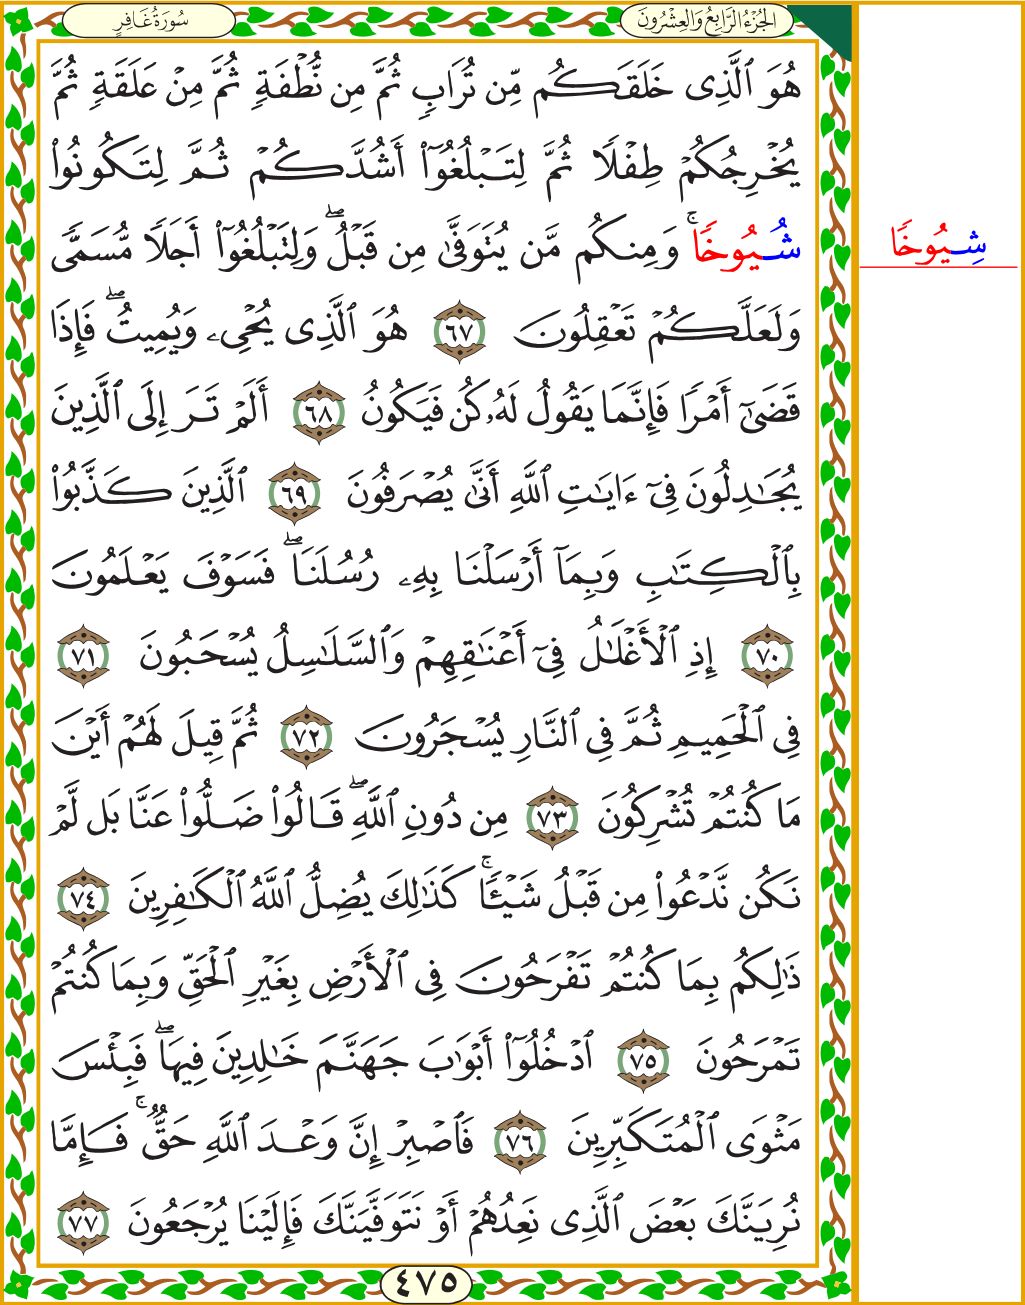 الجُزْءُ الرَّابِعُ وَالعِشْرُونَ
سُورَةُ غَافِرٍ
هُوَ ٱلَّذِى خَلَقَكُم مِّن تُرَابٍ ثُمَّ مِن نُّطْفَةٍ ثُمَّ مِنْ عَلَقَةٍ ثُمَّ
يُخْرِجُكُمْ طِفْلًا ثُمَّ لِتَبْلُغُوٓا۟ أَشُدَّكُمْ ثُمَّ لِتَكُونُوا۟
شُيُوخًاۚ وَمِنكُم مَّن يُتَوَفَّىٰ مِن قَبْلُۖ وَلِتَبْلُغُوٓا۟ أَجَلًا مُّسَمًّى
شِيُوخًا
وَلَعَلَّكُمْ تَعْقِلُونَ ٦٧ هُوَ ٱلَّذِى يُحْىِۦ وَيُمِيتُۖ فَإِذَا
قَضَىٰٓ أَمْرًا فَإِنَّمَا يَقُولُ لَهُۥ كُن فَيَكُونُ ٦٨ أَلَمْ تَرَ إِلَى ٱلَّذِينَ
يُجَـٰدِلُونَ فِىٓ ءَايَـٰتِ ٱللَّهِ أَنَّىٰ يُصْرَفُونَ ٦٩ ٱلَّذِينَ كَذَّبُوا۟
بِٱلْكِتَـٰبِ وَبِمَآ أَرْسَلْنَا بِهِۦ رُسُلَنَاۖ فَسَوْفَ يَعْلَمُونَ
٧٠ إِذِ ٱلْأَغْلَـٰلُ فِىٓ أَعْنَـٰقِهِمْ وَٱلسَّلَـٰسِلُ يُسْحَبُونَ ٧١
فِى ٱلْحَمِيمِ ثُمَّ فِى ٱلنَّارِ يُسْجَرُونَ ٧٢ ثُمَّ قِيلَ لَهُمْ أَيْنَ
مَا كُنتُمْ تُشْرِكُونَ ٧٣ مِن دُونِ ٱللَّهِۖ قَالُوا۟ ضَلُّوا۟ عَنَّا بَل لَّمْ
نَكُن نَّدْعُوا۟ مِن قَبْلُ شَيْـًٔاۚ كَذَٰلِكَ يُضِلُّ ٱللَّهُ ٱلْكَـٰفِرِينَ ٧٤
ذَٰلِكُم بِمَا كُنتُمْ تَفْرَحُونَ فِى ٱلْأَرْضِ بِغَيْرِ ٱلْحَقِّ وَبِمَا كُنتُمْ
تَمْرَحُونَ ٧٥ ٱدْخُلُوٓا۟ أَبْوَٰبَ جَهَنَّمَ خَـٰلِدِينَ فِيهَاۖ فَبِئْسَ
مَثْوَى ٱلْمُتَكَبِّرِينَ ٧٦ فَٱصْبِرْ إِنَّ وَعْدَ ٱللَّهِ حَقٌّۚ فَإِمَّا
نُرِيَنَّكَ بَعْضَ ٱلَّذِى نَعِدُهُمْ أَوْ نَتَوَفَّيَنَّكَ فَإِلَيْنَا يُرْجَعُونَ ٧٧
٤٧٥